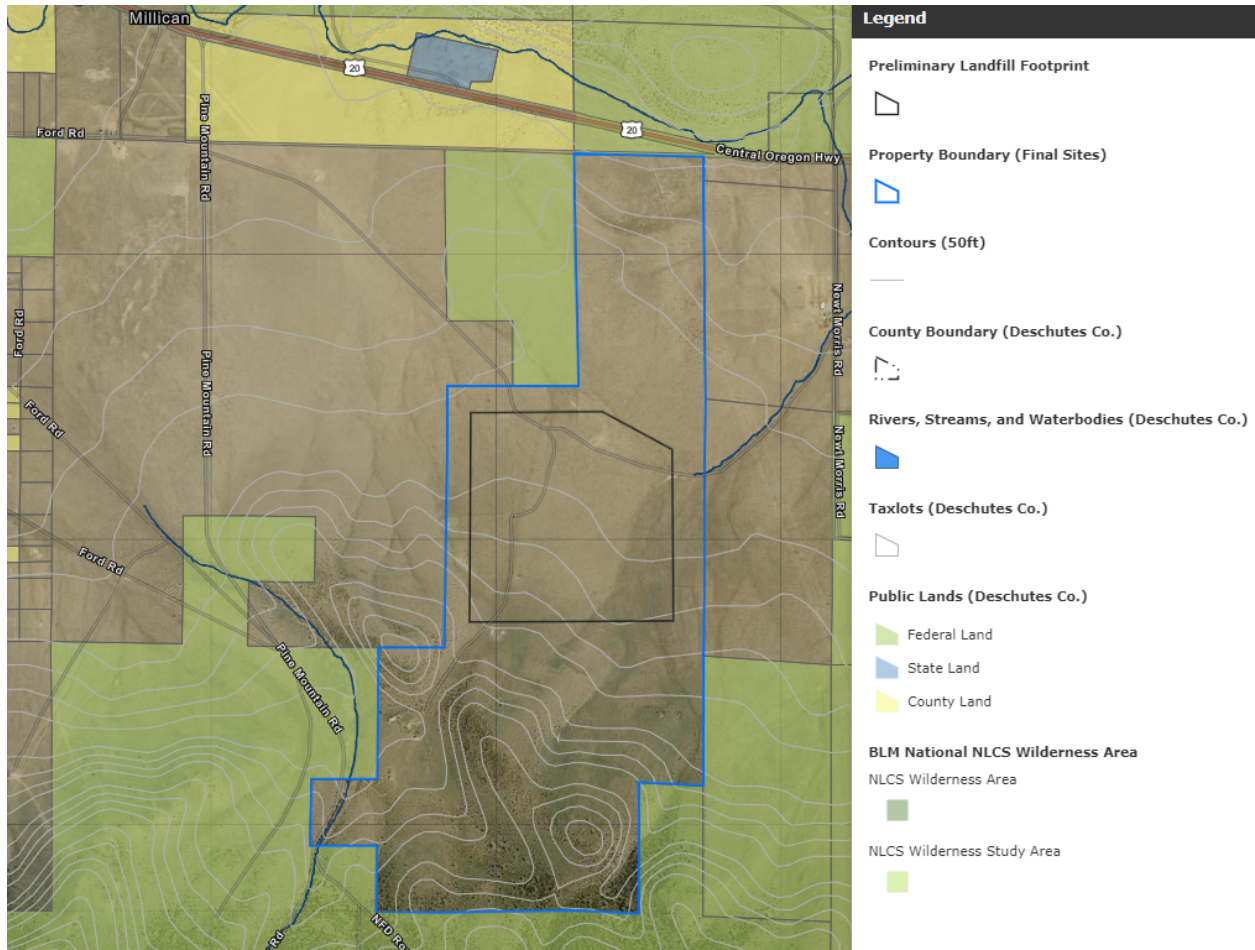 Millican
20
Pine Mountain Rd
Ford Rd
20
Central Oregon Hwy
Newt Morris Rd
Ford Rd
Pine Mountain Rd
Ford Rd
Newt Morris Rd
Ford Rd
Pine Mountain Rd
NFD Ro
Rd
Legend
Preliminary Landfill Footprint
Property Boundary (Final Sites)
Contours (50ft)
County Boundary (Deschutes Co.)
Rivers, Streams, and Waterbodies (Deschutes Co.)
Taxlots (Deschutes Co.)
Public Lands (Deschutes Co.)
Federal Land
State Land
County Land
BLM National NLCS Wilderness Area
NLCS Wilderness Area
NLCS Wilderness Study Area